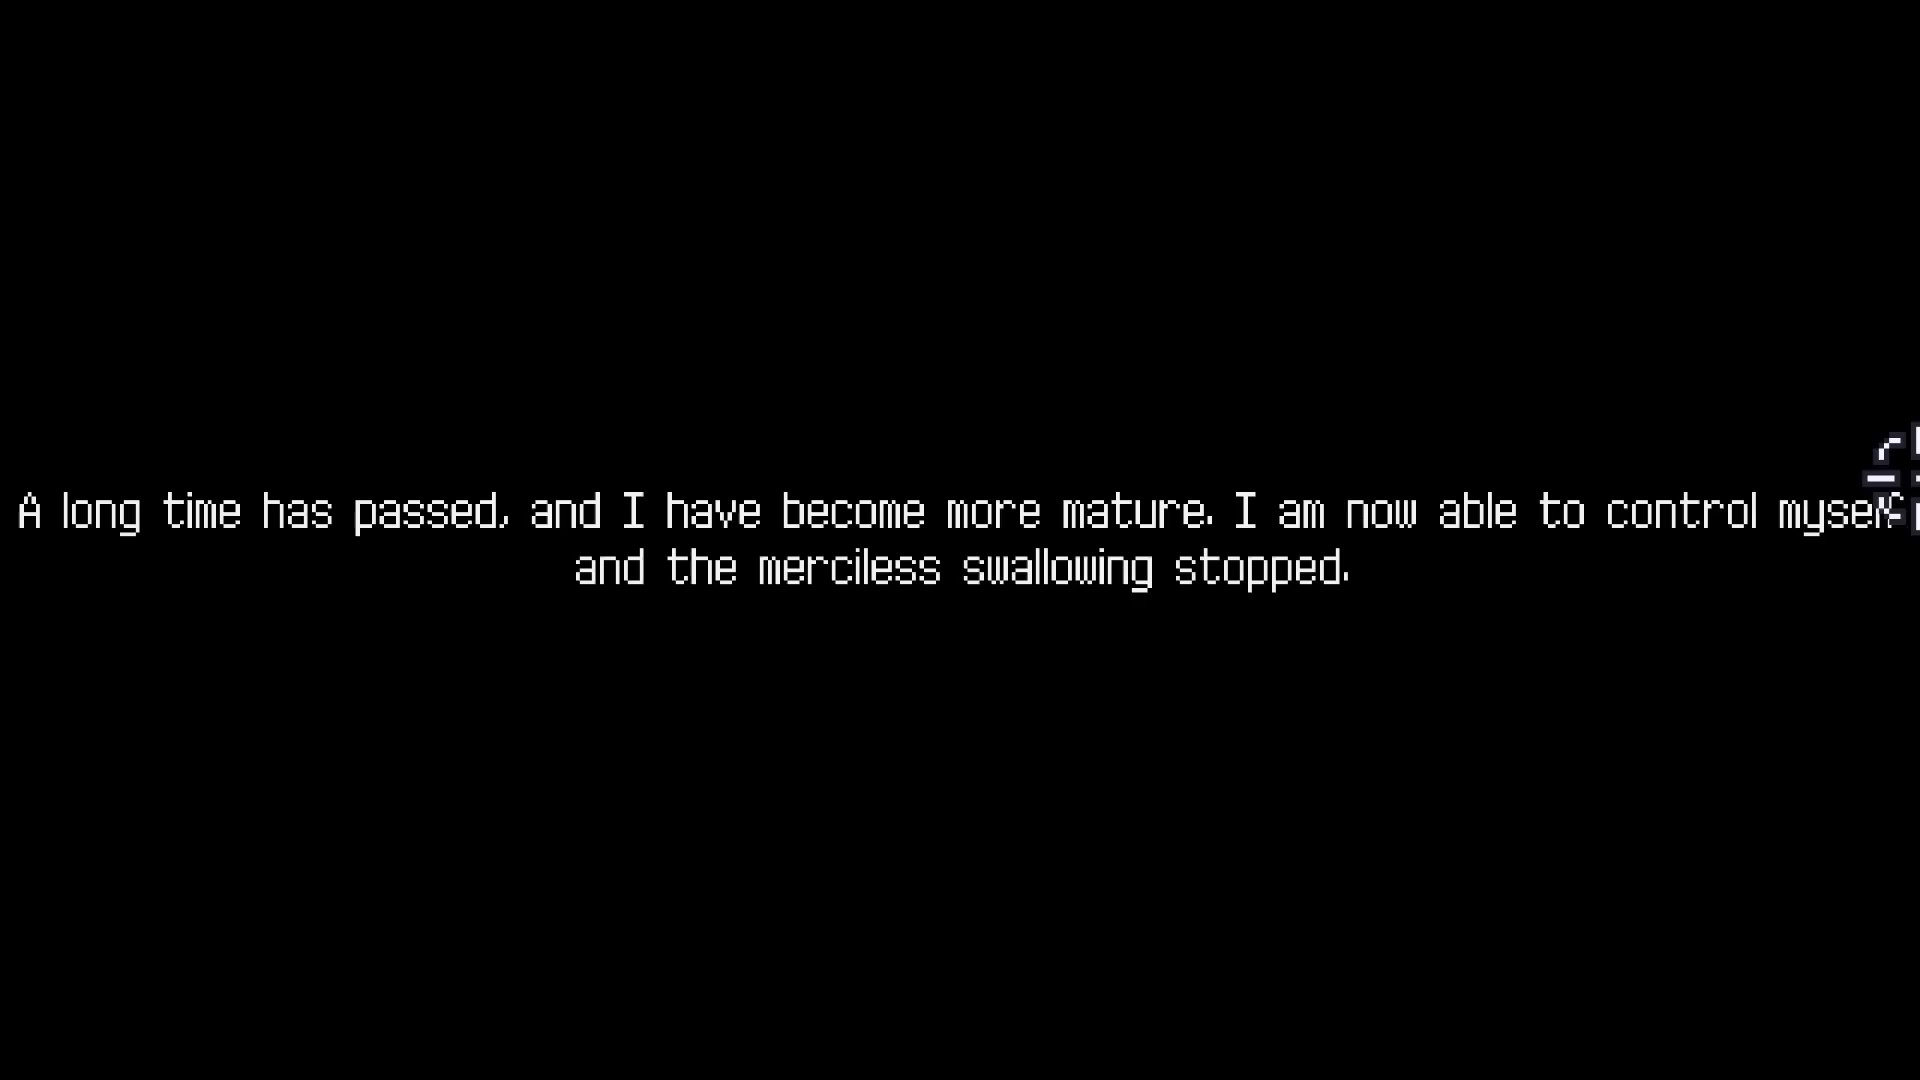 A long time has passed, and I have become more mature. I am now able to control myself
and the merciless swallowing stopped.